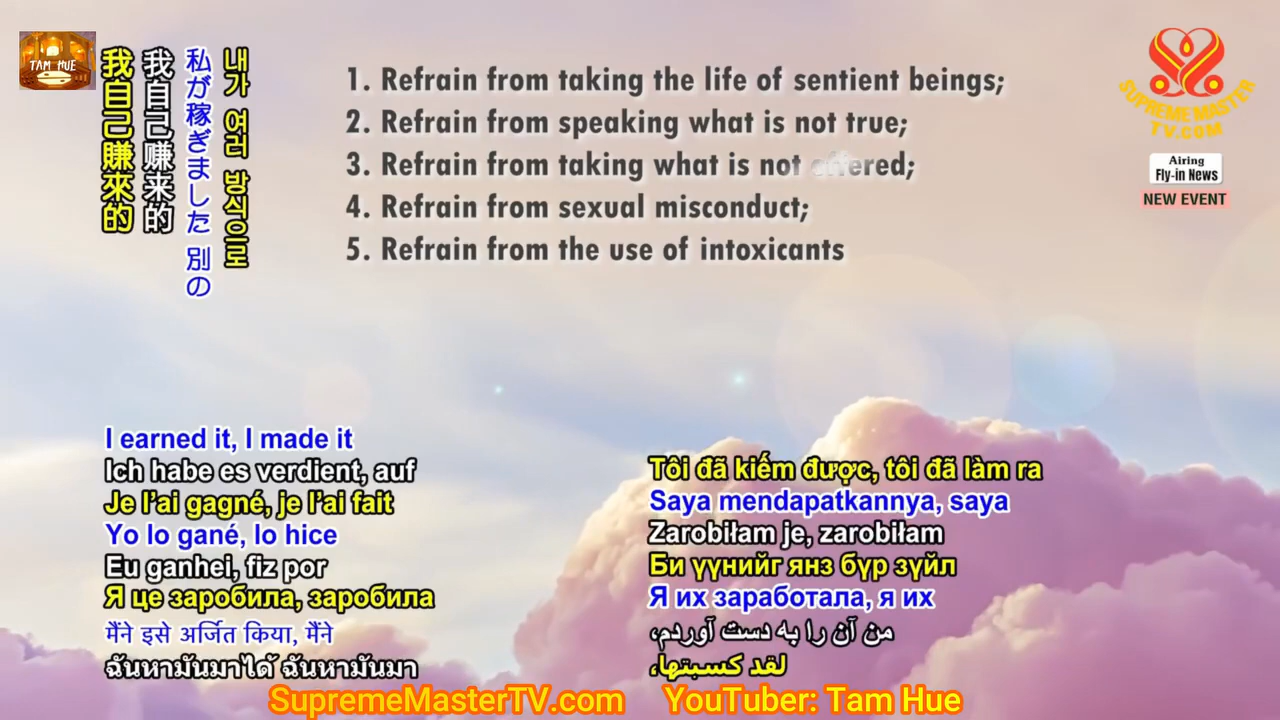 TAM HUE
我自己賺來的
我自己赚来的
私が稼ぎました 別の
내가 여러 방식으로
1. Refrain from taking the life of sentient beings;
2. Refrain from speaking what is not true;
3. Refrain from taking what is not offered;
4. Refrain from sexual misconduct;
5. Refrain from the use of intoxicants
SUPREME MASTER
TV.COM
Airing
Fly-in News
NEW EVENT
I earned it, I made it
Ich habe es verdient, auf
Je l'ai gagné, je l'ai fait
Yo lo gané, lo hice
Eu ganhei, fiz por
Я це заробила, заробила
मैंने इसे अर्जित किया, मैंने
ฉันหามันมาได้ ฉันหามันมา
Tôi đã kiếm được, tôi đã làm ra
Saya mendapatkannya, saya
Zarobiłam je, zarobiłam
Би үүнийг янз бүр зүйл
Я их заработала, я их
من آن را به دست آوردم،
لقد كسبتها،
SupremeMasterTV.com YouTuber: Tam Hue